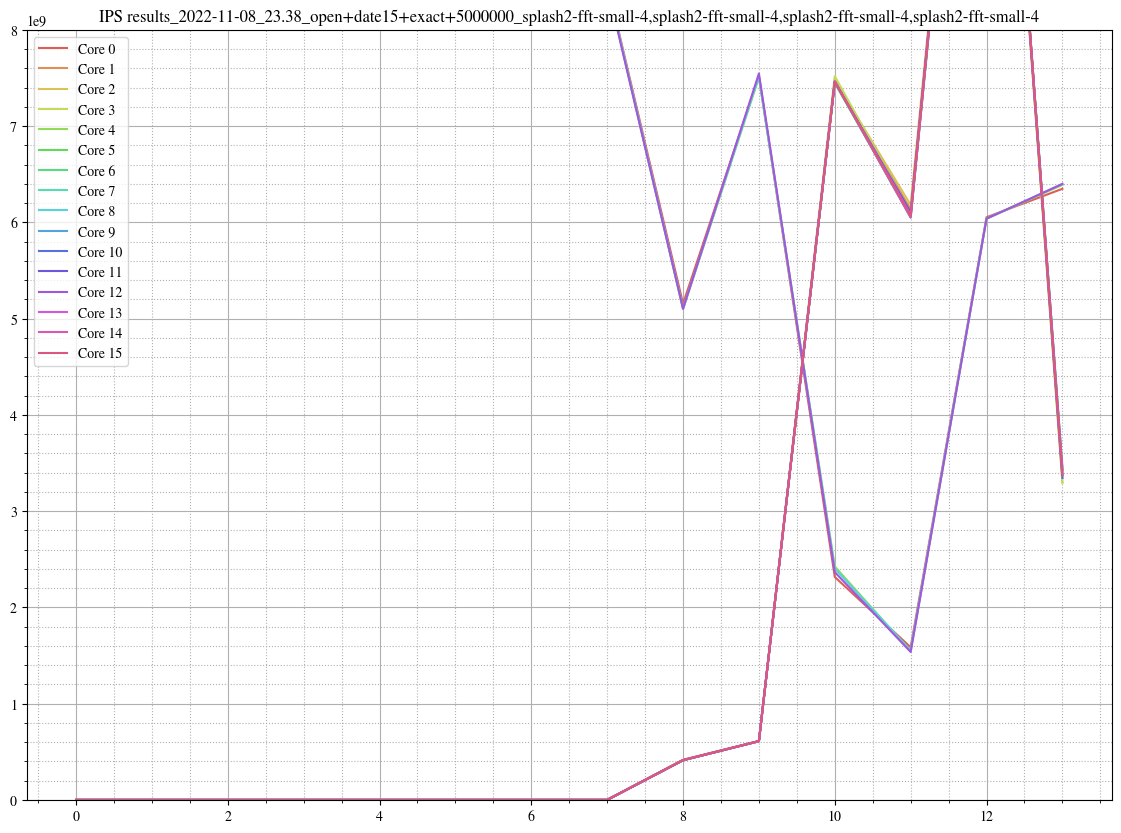 IPS results_2022-11-08_23.38_open+date15+exact+5000000_splash2-fft-small-4,splash2-fft-small-4,splash2-fft-small-4,splash2-fft-small-4
1e9
8
7
6
5
4
3
2
1
0
Core 0
Core 1
Core 2
Core 3
Core 4
Core 5
Core 6
Core 7
Core 8
Core 9
Core 10
Core 11
Core 12
Core 13
Core 14
Core 15
0 2 4 6 8 10 12